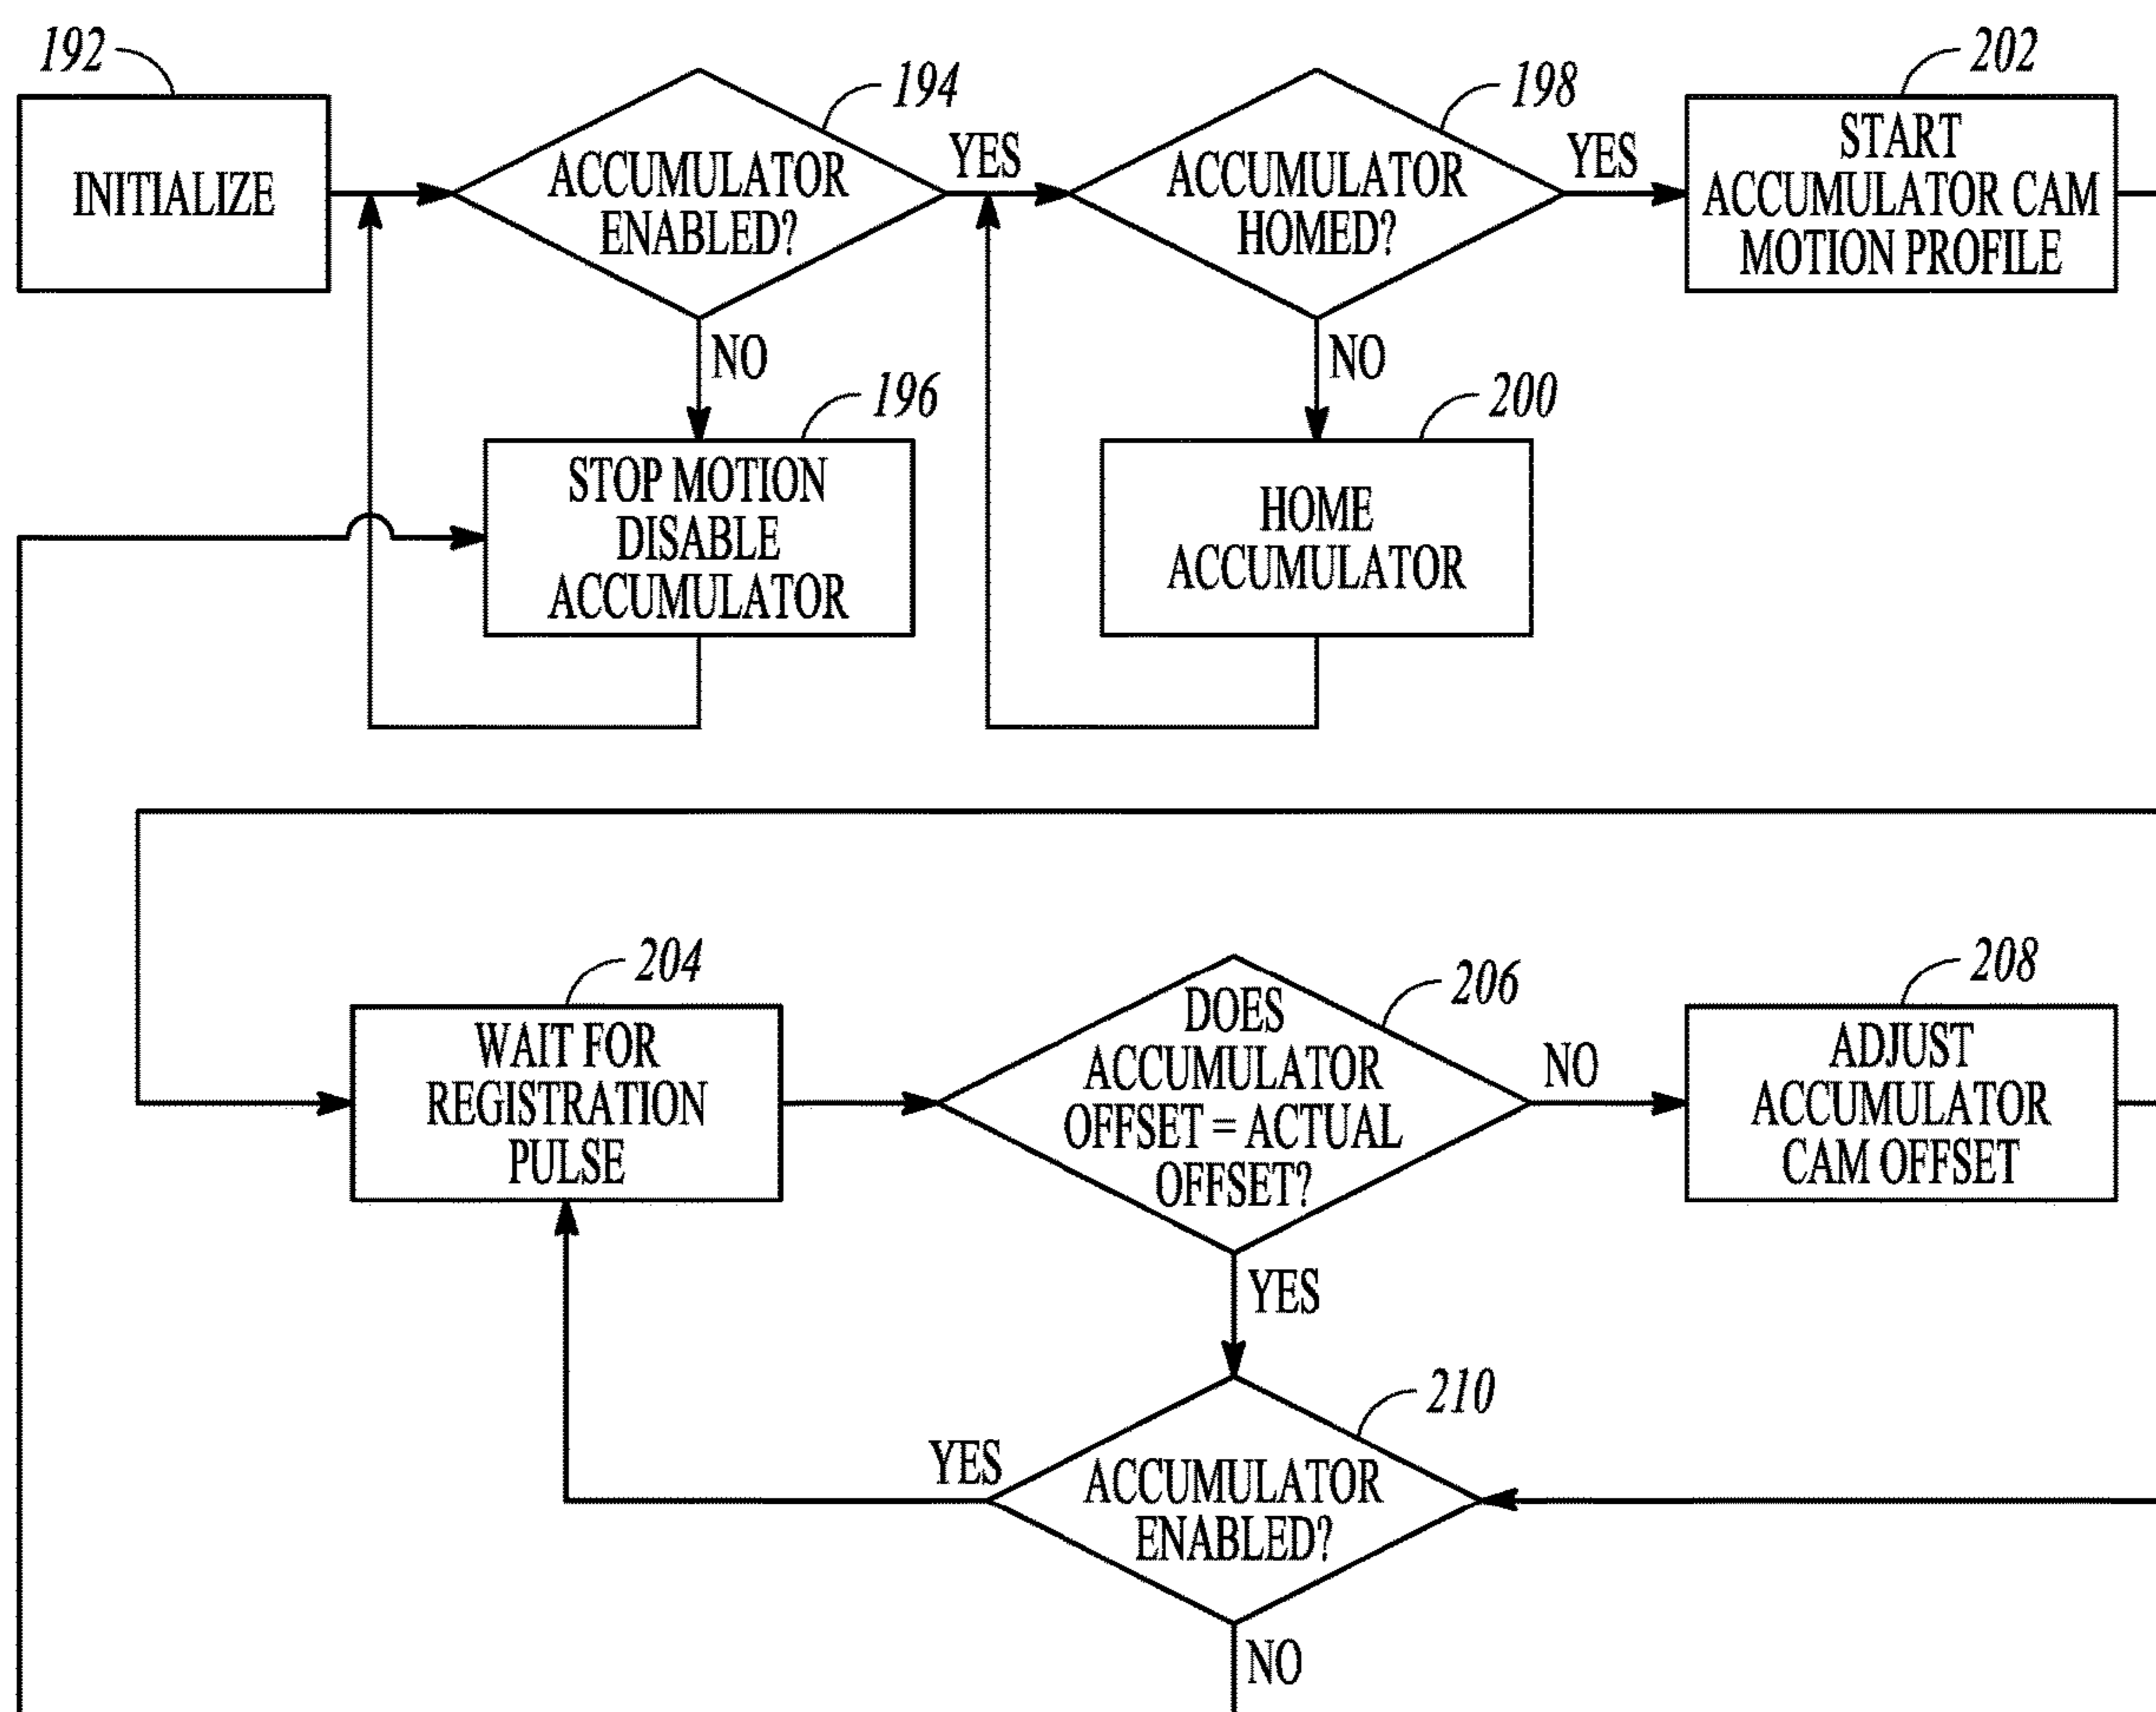 192
INITIALIZE
194
ACCUMULATOR
ENABLED?
YES
NO
196
STOP MOTION
DISABLE
ACCUMULATOR
198
ACCUMULATOR
HOMED?
YES
NO
200
HOME
ACCUMULATOR
202
START
ACCUMULATOR CAM
MOTION PROFILE
204
WAIT FOR
REGISTRATION
PULSE
206
DOES
ACCUMULATOR
OFFSET = ACTUAL
OFFSET?
NO
YES
208
ADJUST
ACCUMULATOR
CAM OFFSET
210
ACCUMULATOR
ENABLED?
YES
NO